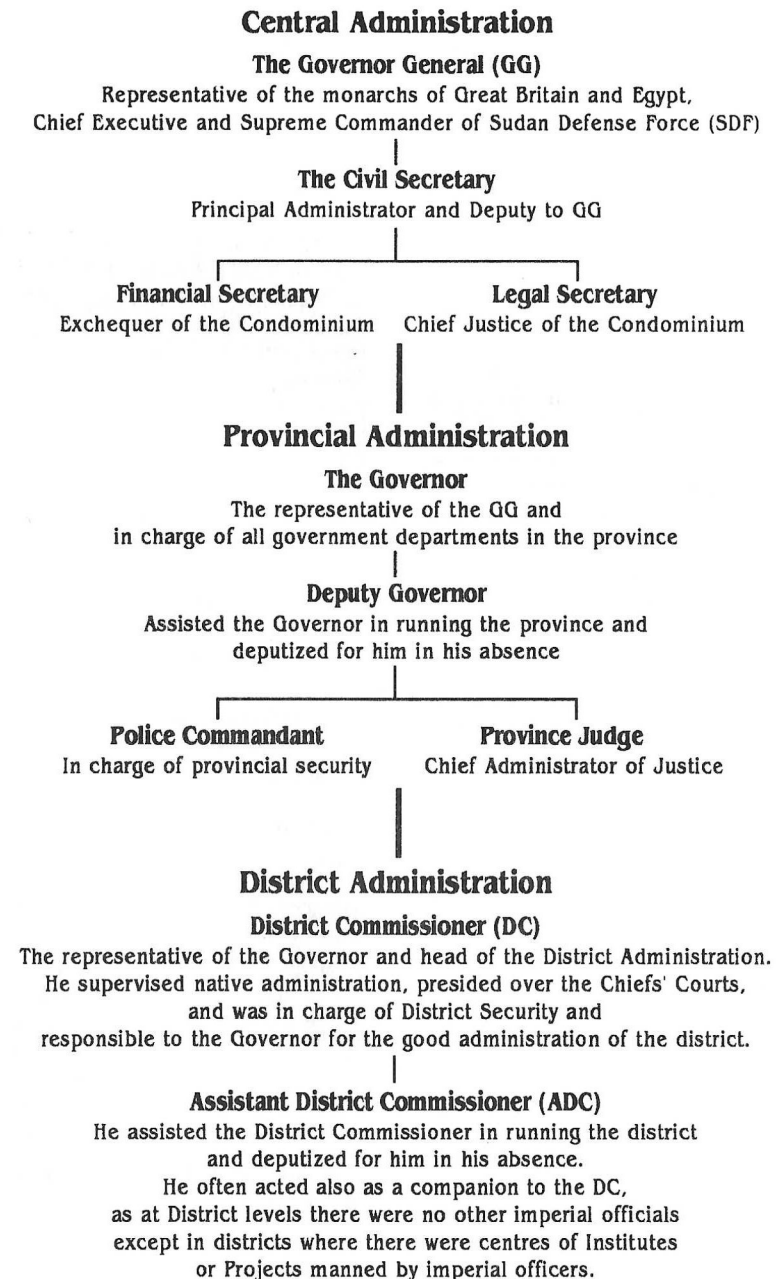 Central Administration
The Governor General (GG)
Representative of the monarchs of Great Britain and Egypt,
Chief Executive and Supreme Commander of Sudan Defense Force (SDF)
The Civil Secretary
Principal Administrator and Deputy to GG
Financial Secretary
Exchequer of the Condominium
Legal Secretary
Chief Justice of the Condominium
Provincial Administration
The Governor
The representative of the GG and
in charge of all government departments in the province
Deputy Governor
Assisted the Governor in running the province and
deputized for him in his absence
Police Commandant
In charge of provincial security
Province Judge
Chief Administrator of Justice
District Administration
District Commissioner (DC)
The representative of the Governor and head of the District Administration.
He supervised native administration, presided over the Chiefs' Courts,
and was in charge of District Security and
responsible to the Governor for the good administration of the district.
Assistant District Commissioner (ADC)
He assisted the District Commissioner in running the district
and deputized for him in his absence.
He often acted also as a companion to the DC,
as at District levels there were no other imperial officials
except in districts where there were centres of Institutes
or Projects manned by imperial officers.